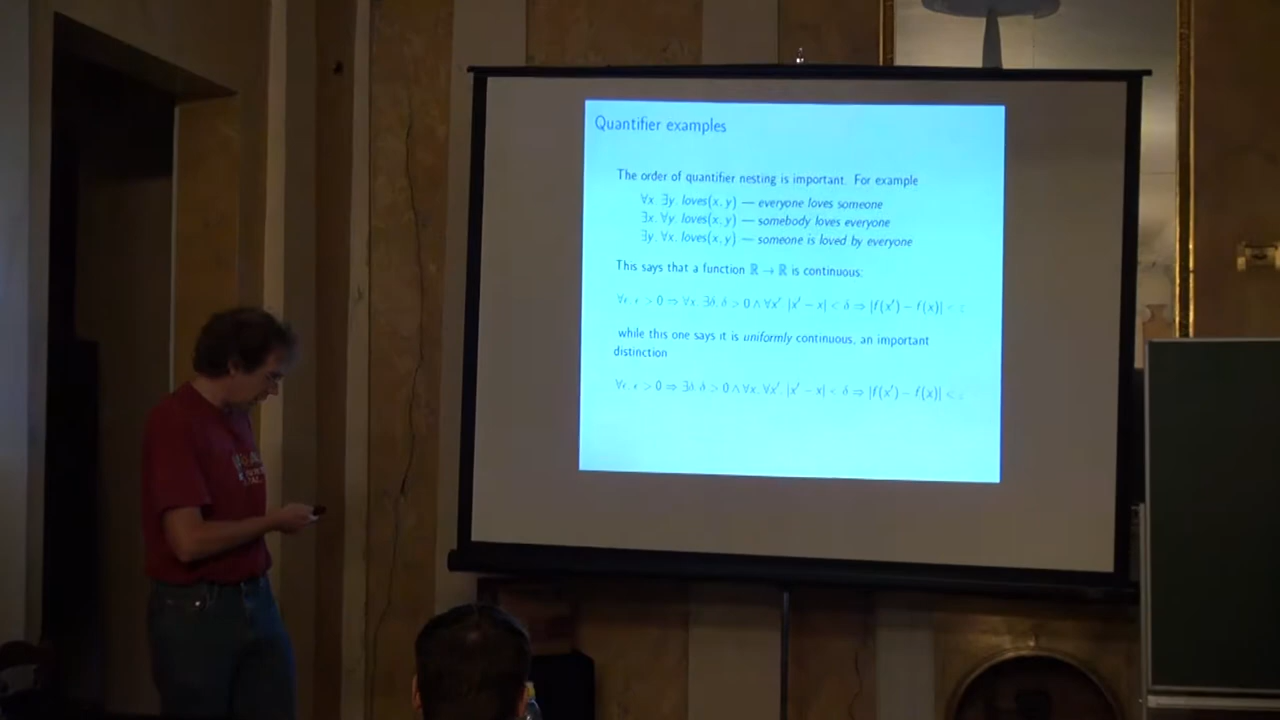 Quantifier examples
The order of quantifier nesting is important. For example
∀x. ∃y. loves(x, y) — everyone loves someone
∃x. ∀y. loves(x, y) — somebody loves everyone
∃y. ∀x. loves(x, y) — someone is loved by everyone
This says that a function ℝ → ℝ is continuous:
∀ϵ. ϵ > 0 ⇒ ∀x. ∃δ. δ > 0 ∧ ∀x′. |x′ − x| < δ ⇒ |f(x′) − f(x)| < ε
while this one says it is uniformly continuous, an important
distinction
∀ϵ. ϵ > 0 ⇒ ∃δ. δ > 0 ∧ ∀x. ∀x′. |x′ − x| < δ ⇒ |f(x′) − f(x)| < ε